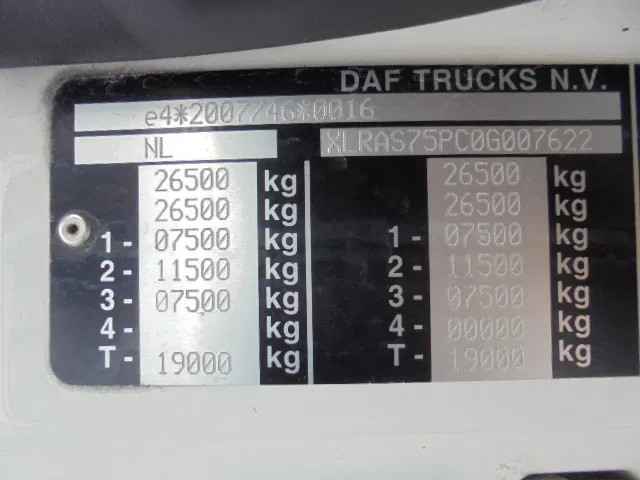 DAF TRUCKS N.V.
e4*2007/46*0016
NL XLRAS75PC0G007622
26500 kg 26500 kg
26500 kg 26500 kg
1 - 07500 kg 1 - 07500 kg
2 - 11500 kg 2 - 11500 kg
3 - 07500 kg 3 - 07500 kg
4 - kg 4 - 00000 kg
T - 19000 kg T - 19000 kg